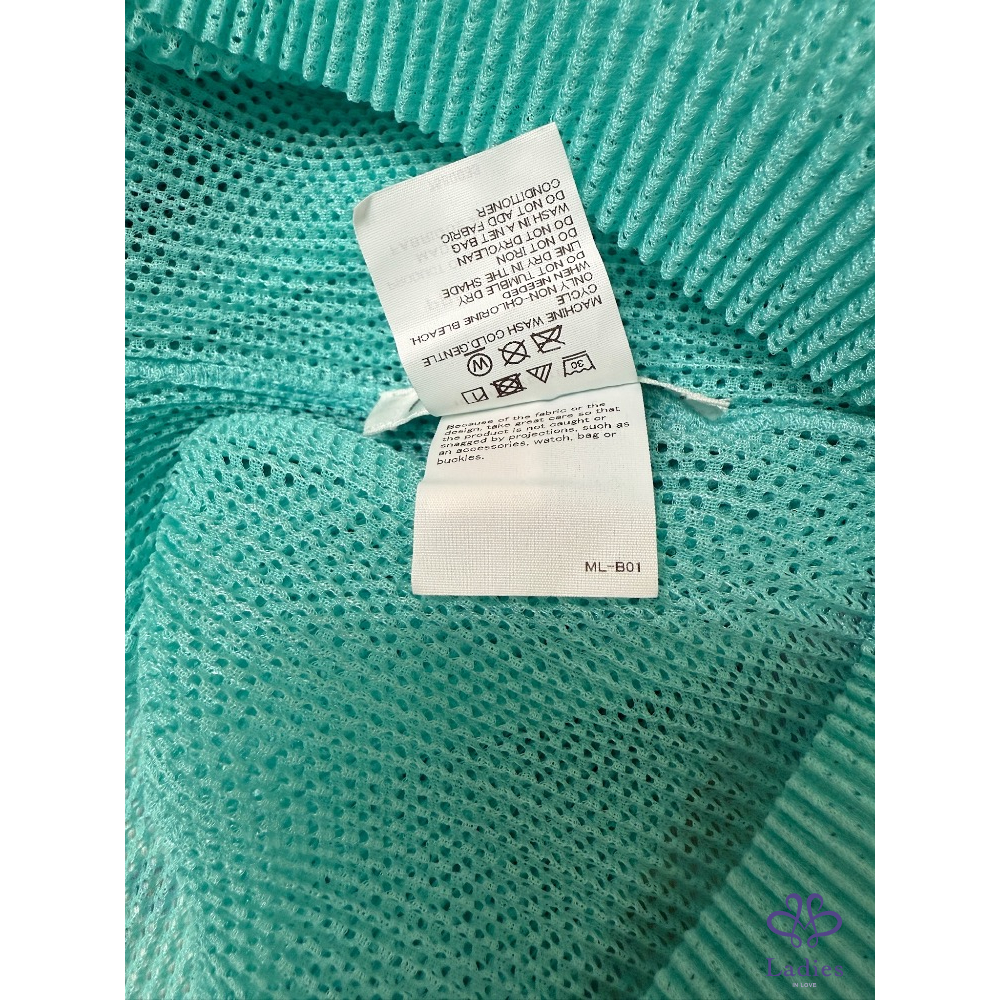 MACHINE WASH COLD,GENTLE
CYCLE
ONLY NON-CHLORINE BLEACH,
WHEN NEEDED
DO NOT TUMBLE DRY
LINE DRY IN THE SHADE
DO NOT IRON
DO NOT DRYCLEAN
WASH IN A NET BAG
DO NOT ADD FABRIC
CONDITIONER
30
W
Because of the fabric or the
design, take great care so that
the product is not caught or
snagged by projections, such as
an accessories, watch, bag or
buckles.
ML-B01
Ladies
IN LOVE